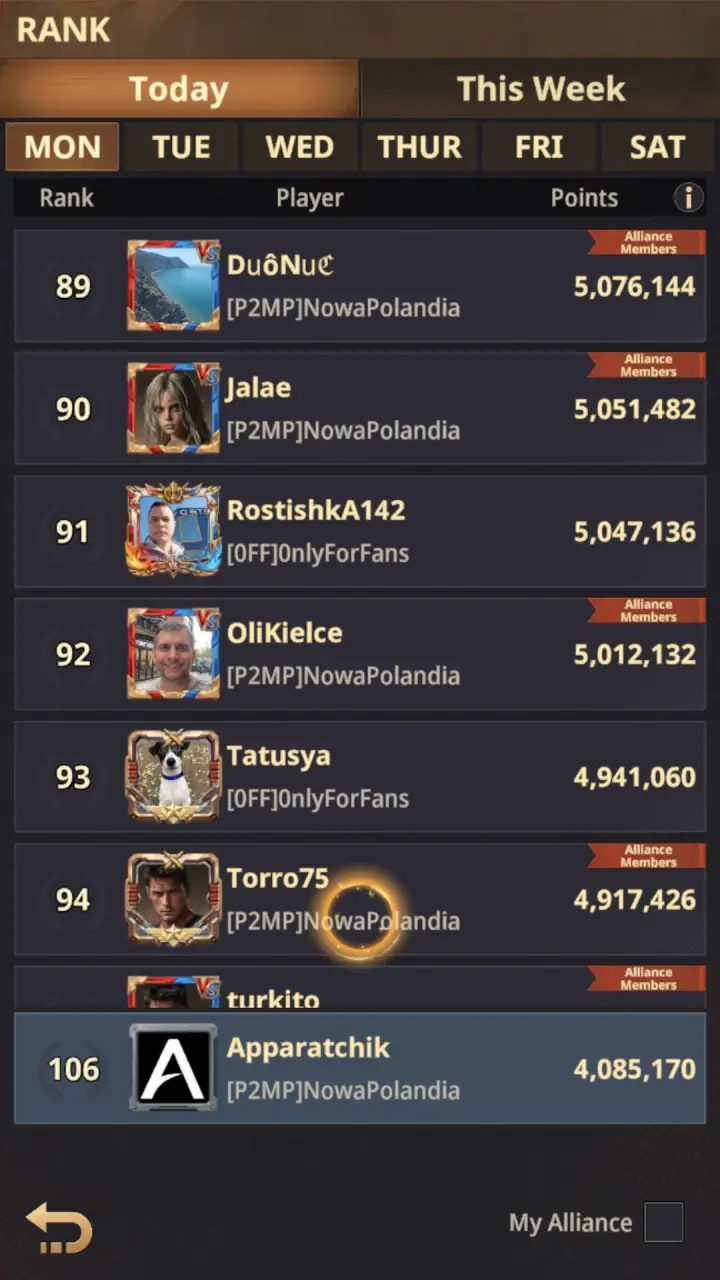 RANK
Today This Week
MON TUE WED THUR FRI SAT
Rank Player Points i
Alliance Members
89 DuôNuℭ 5,076,144
[P2MP]NowaPolandia
Alliance Members
90 Jalae 5,051,482
[P2MP]NowaPolandia
91 RostishkA142 5,047,136
[0FF]0nlyForFans
Alliance Members
92 OliKielce 5,012,132
[P2MP]NowaPolandia
93 Tatusya 4,941,060
[0FF]0nlyForFans
Alliance Members
94 Torro75 4,917,426
[P2MP]NowaPolandia
Alliance Members
turkito
106 Apparatchik 4,085,170
[P2MP]NowaPolandia
My Alliance